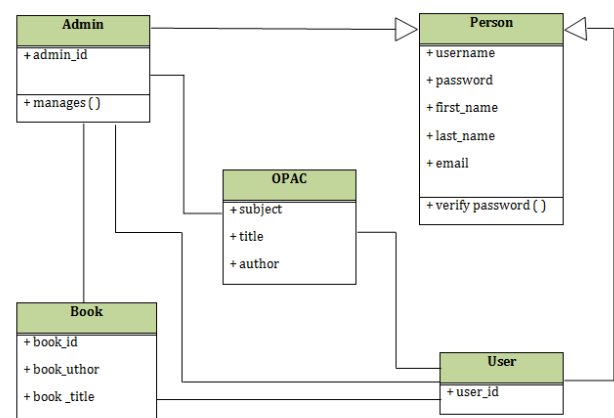 Admin
+ admin_id
+ manages ( )
Person
+ username
+ password
+ first_name
+ last_name
+ email
+ verify password ( )
OPAC
+ subject
+ title
+ author
Book
+ book_id
+ book_uthor
+ book _title
User
+ user_id